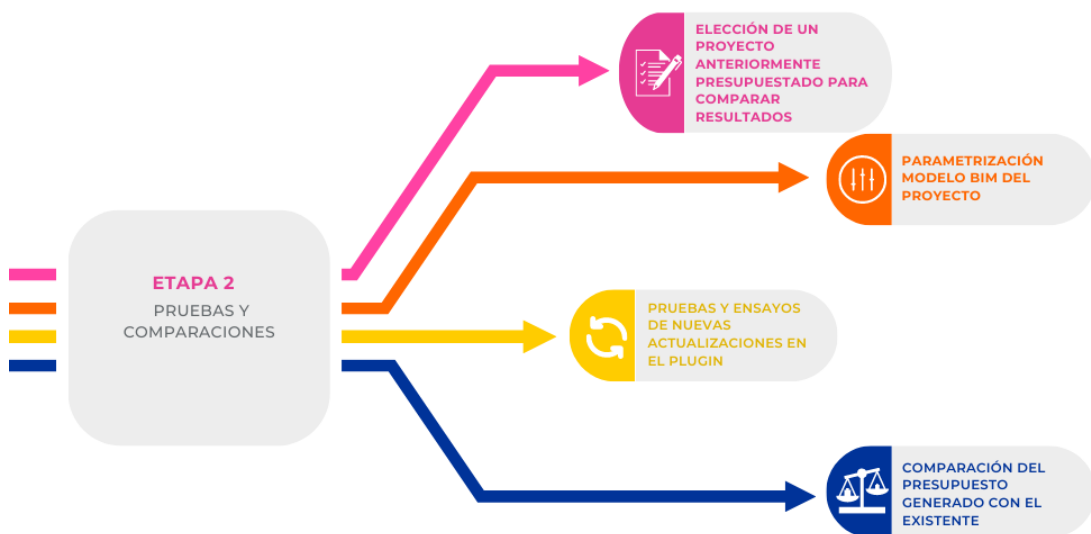 ELECCIÓN DE UN
PROYECTO
ANTERIORMENTE
PRESUPUESTADO PARA
COMPARAR
RESULTADOS
PARAMETRIZACIÓN
MODELO BIM DEL
PROYECTO
ETAPA 2
PRUEBAS Y
COMPARACIONES
PRUEBAS Y ENSAYOS
DE NUEVAS
ACTUALIZACIONES EN
EL PLUGIN
COMPARACIÓN DEL
PRESUPUESTO
GENERADO CON EL
EXISTENTE